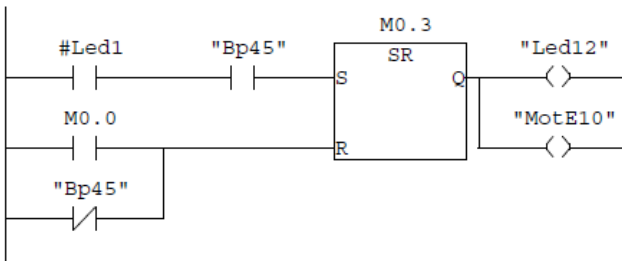 M0.3
#Led1 "Bp45" SR "Led12"
S Q
M0.0 "MotE10"
R
"Bp45"